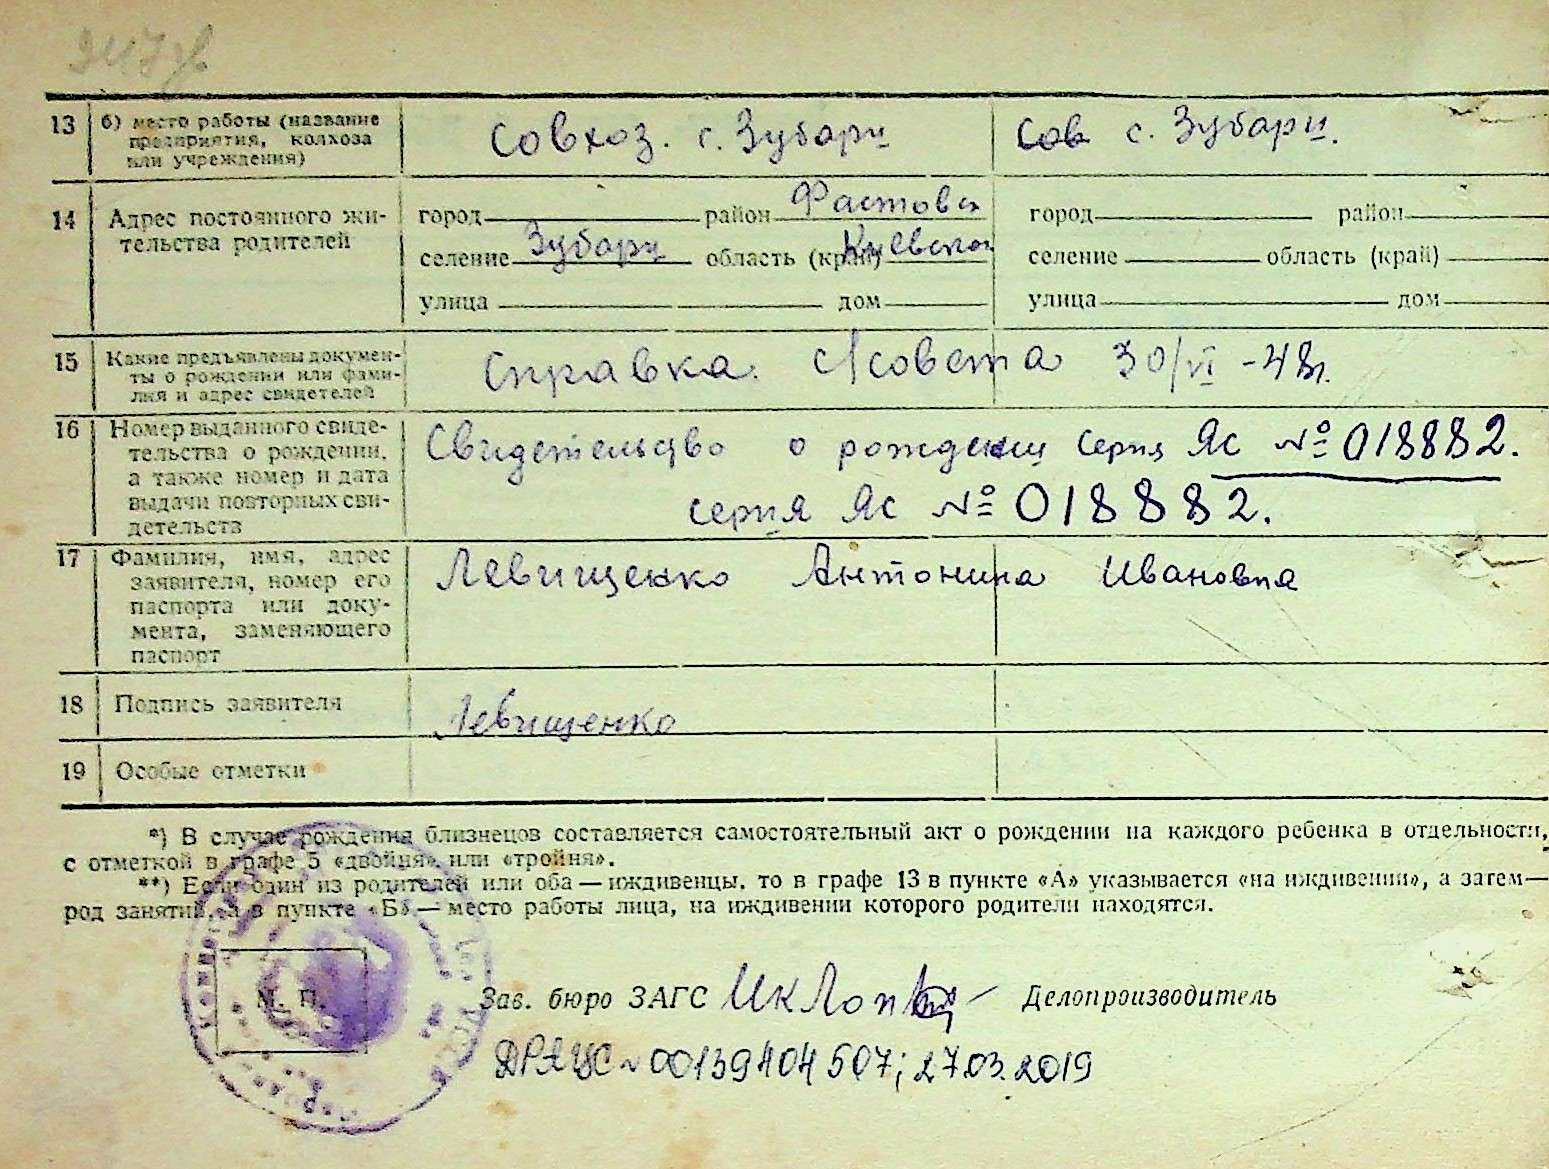 13 б) место работы (название предприятия, колхоза или учреждения) Совхоз. с. Зубари Сов с. Зубари.
14 Адрес постоянного жительства родителей
город район Фастовск
селение Зубари область (край) Киевской
улица дом
город район
селение область (край)
улица дом
15 Какие предъявлены документы о рождении или фамилия и адрес свидетелей Справка. с/совета 30/VI -48г.
16 Номер выданного свидетельства о рождении, а также номер и дата выдачи повторных свидетельств
Свидетельство о рождении серия Яс № 018882.
серия Яс № 018882.
17 Фамилия, имя, адрес заявителя, номер его паспорта или документа, заменяющего паспорт Левищенко Антонина Ивановна
18 Подпись заявителя Левищенко
19 Особые отметки
*) В случае рождения близнецов составляется самостоятельный акт о рождении на каждого ребенка в отдельности,
с отметкой в графе 5 «двойня» или «тройня».
**) Если один из родителей или оба — иждивенцы, то в графе 13 в пункте «А» указывается «на иждивении», а затем —
род занятий, а в пункте «Б» — место работы лица, на иждивении которого родители находятся.
М. П.
Зав. бюро ЗАГС Делопроизводитель
ДРАЦС № 00139404507; 27.03.2019